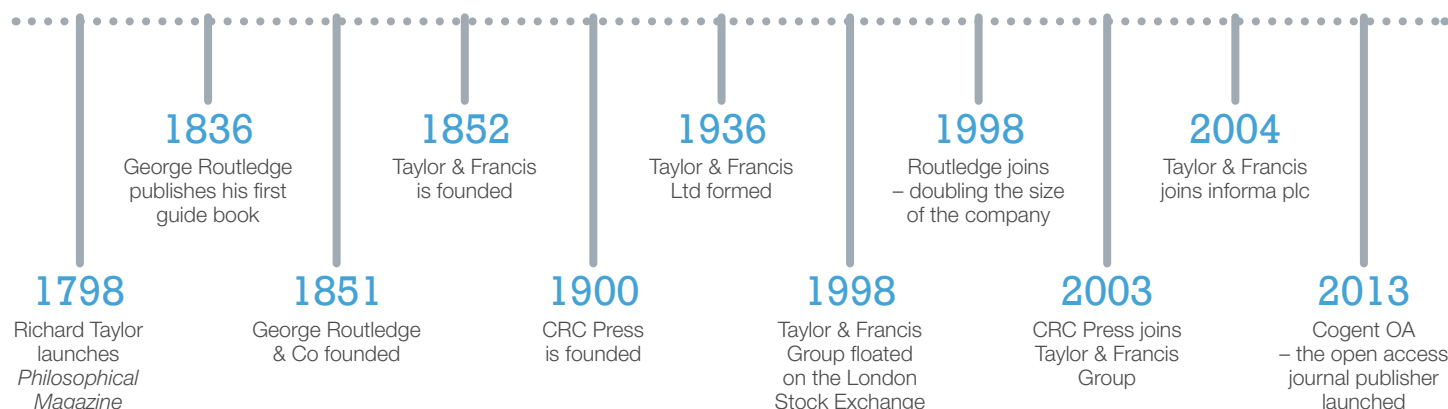 1798
Richard Taylor
launches
Philosophical
Magazine
1836
George Routledge
publishes his first
guide book
1851
George Routledge
& Co founded
1852
Taylor & Francis
is founded
1900
CRC Press
is founded
1936
Taylor & Francis
Ltd formed
1998
Taylor & Francis
Group floated
on the London
Stock Exchange
1998
Routledge joins
– doubling the size
of the company
2003
CRC Press joins
Taylor & Francis
Group
2004
Taylor & Francis
joins informa plc
2013
Cogent OA
– the open access
journal publisher
launched